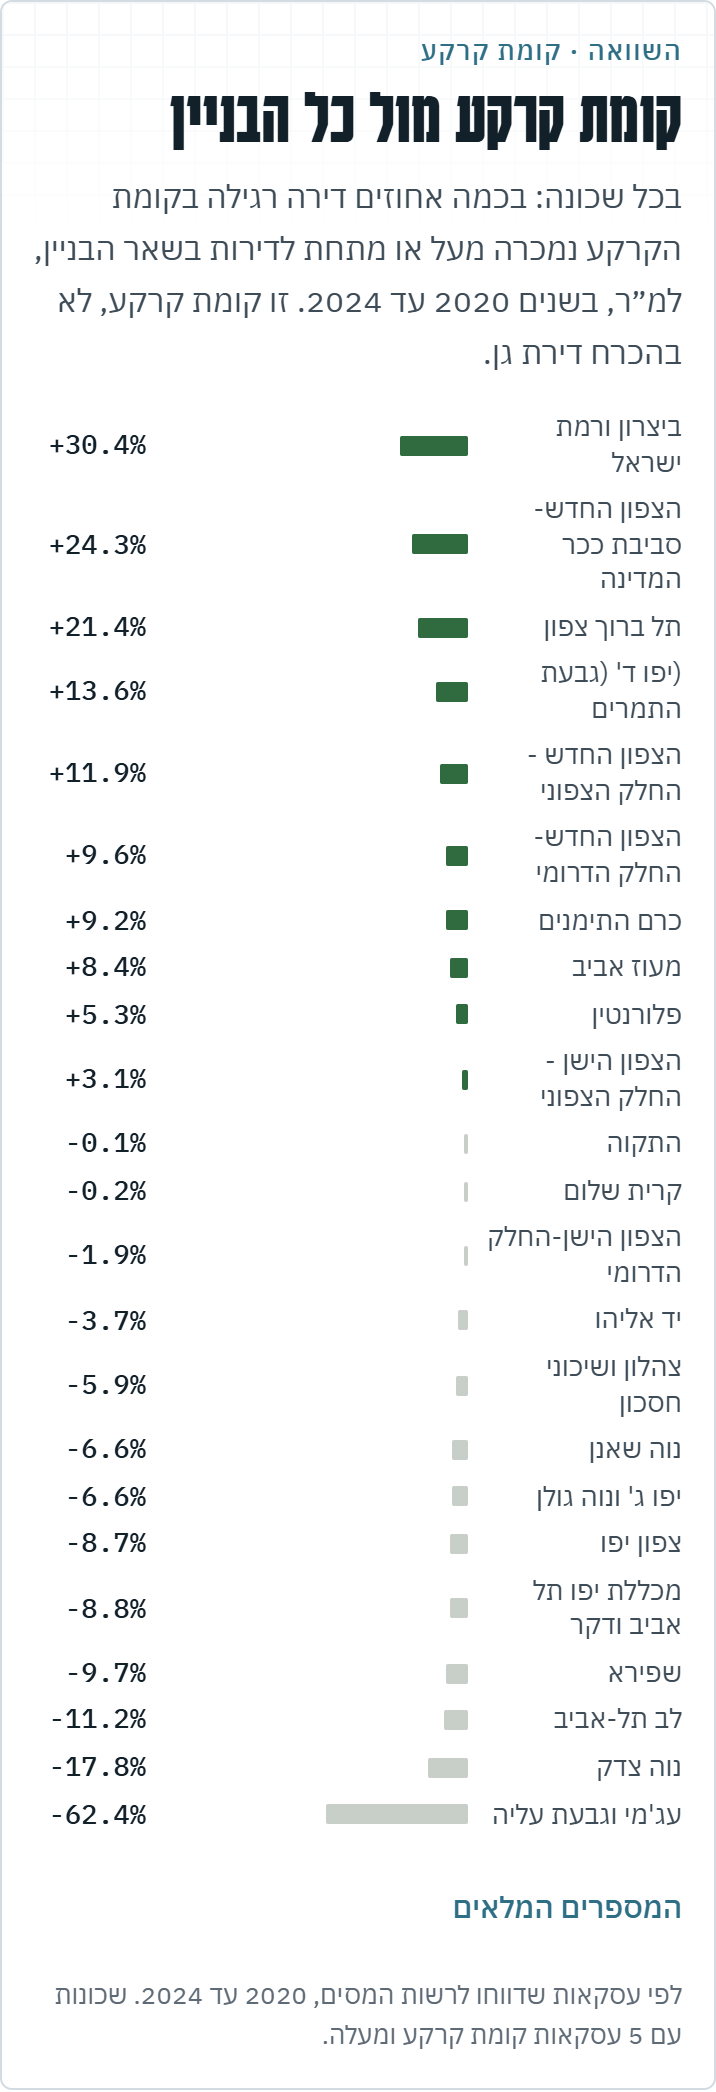 השוואה · קומת קרקע
קומת קרקע מול כל הבניין
בכל שכונה: בכמה אחוזים דירה רגילה בקומת
הקרקע נמכרה מעל או מתחת לדירות בשאר הבניין,
למ״ר, בשנים 2020 עד 2024. זו קומת קרקע, לא
בהכרח דירת גן.
ביצרון ורמת
ישראל
+30.4%
הצפון החדש-
סביבת ככר
המדינה
+24.3%
תל ברוך צפון
+21.4%
(יפו ד' (גבעת
התמרים
+13.6%
הצפון החדש -
החלק הצפוני
+11.9%
הצפון החדש-
החלק הדרומי
+9.6%
כרם התימנים
+9.2%
מעוז אביב
+8.4%
פלורנטין
+5.3%
הצפון הישן -
החלק הצפוני
+3.1%
התקוה
-0.1%
קרית שלום
-0.2%
הצפון הישן-החלק
הדרומי
-1.9%
יד אליהו
-3.7%
צהלון ושיכוני
חסכון
-5.9%
נוה שאנן
-6.6%
יפו ג' ונוה גולן
-6.6%
צפון יפו
-8.7%
מכללת יפו תל
אביב ודקר
-8.8%
שפירא
-9.7%
לב תל-אביב
-11.2%
נוה צדק
-17.8%
עג'מי וגבעת עליה
-62.4%
המספרים המלאים
לפי עסקאות שדווחו לרשות המסים, 2020 עד 2024. שכונות
עם 5 עסקאות קומת קרקע ומעלה.